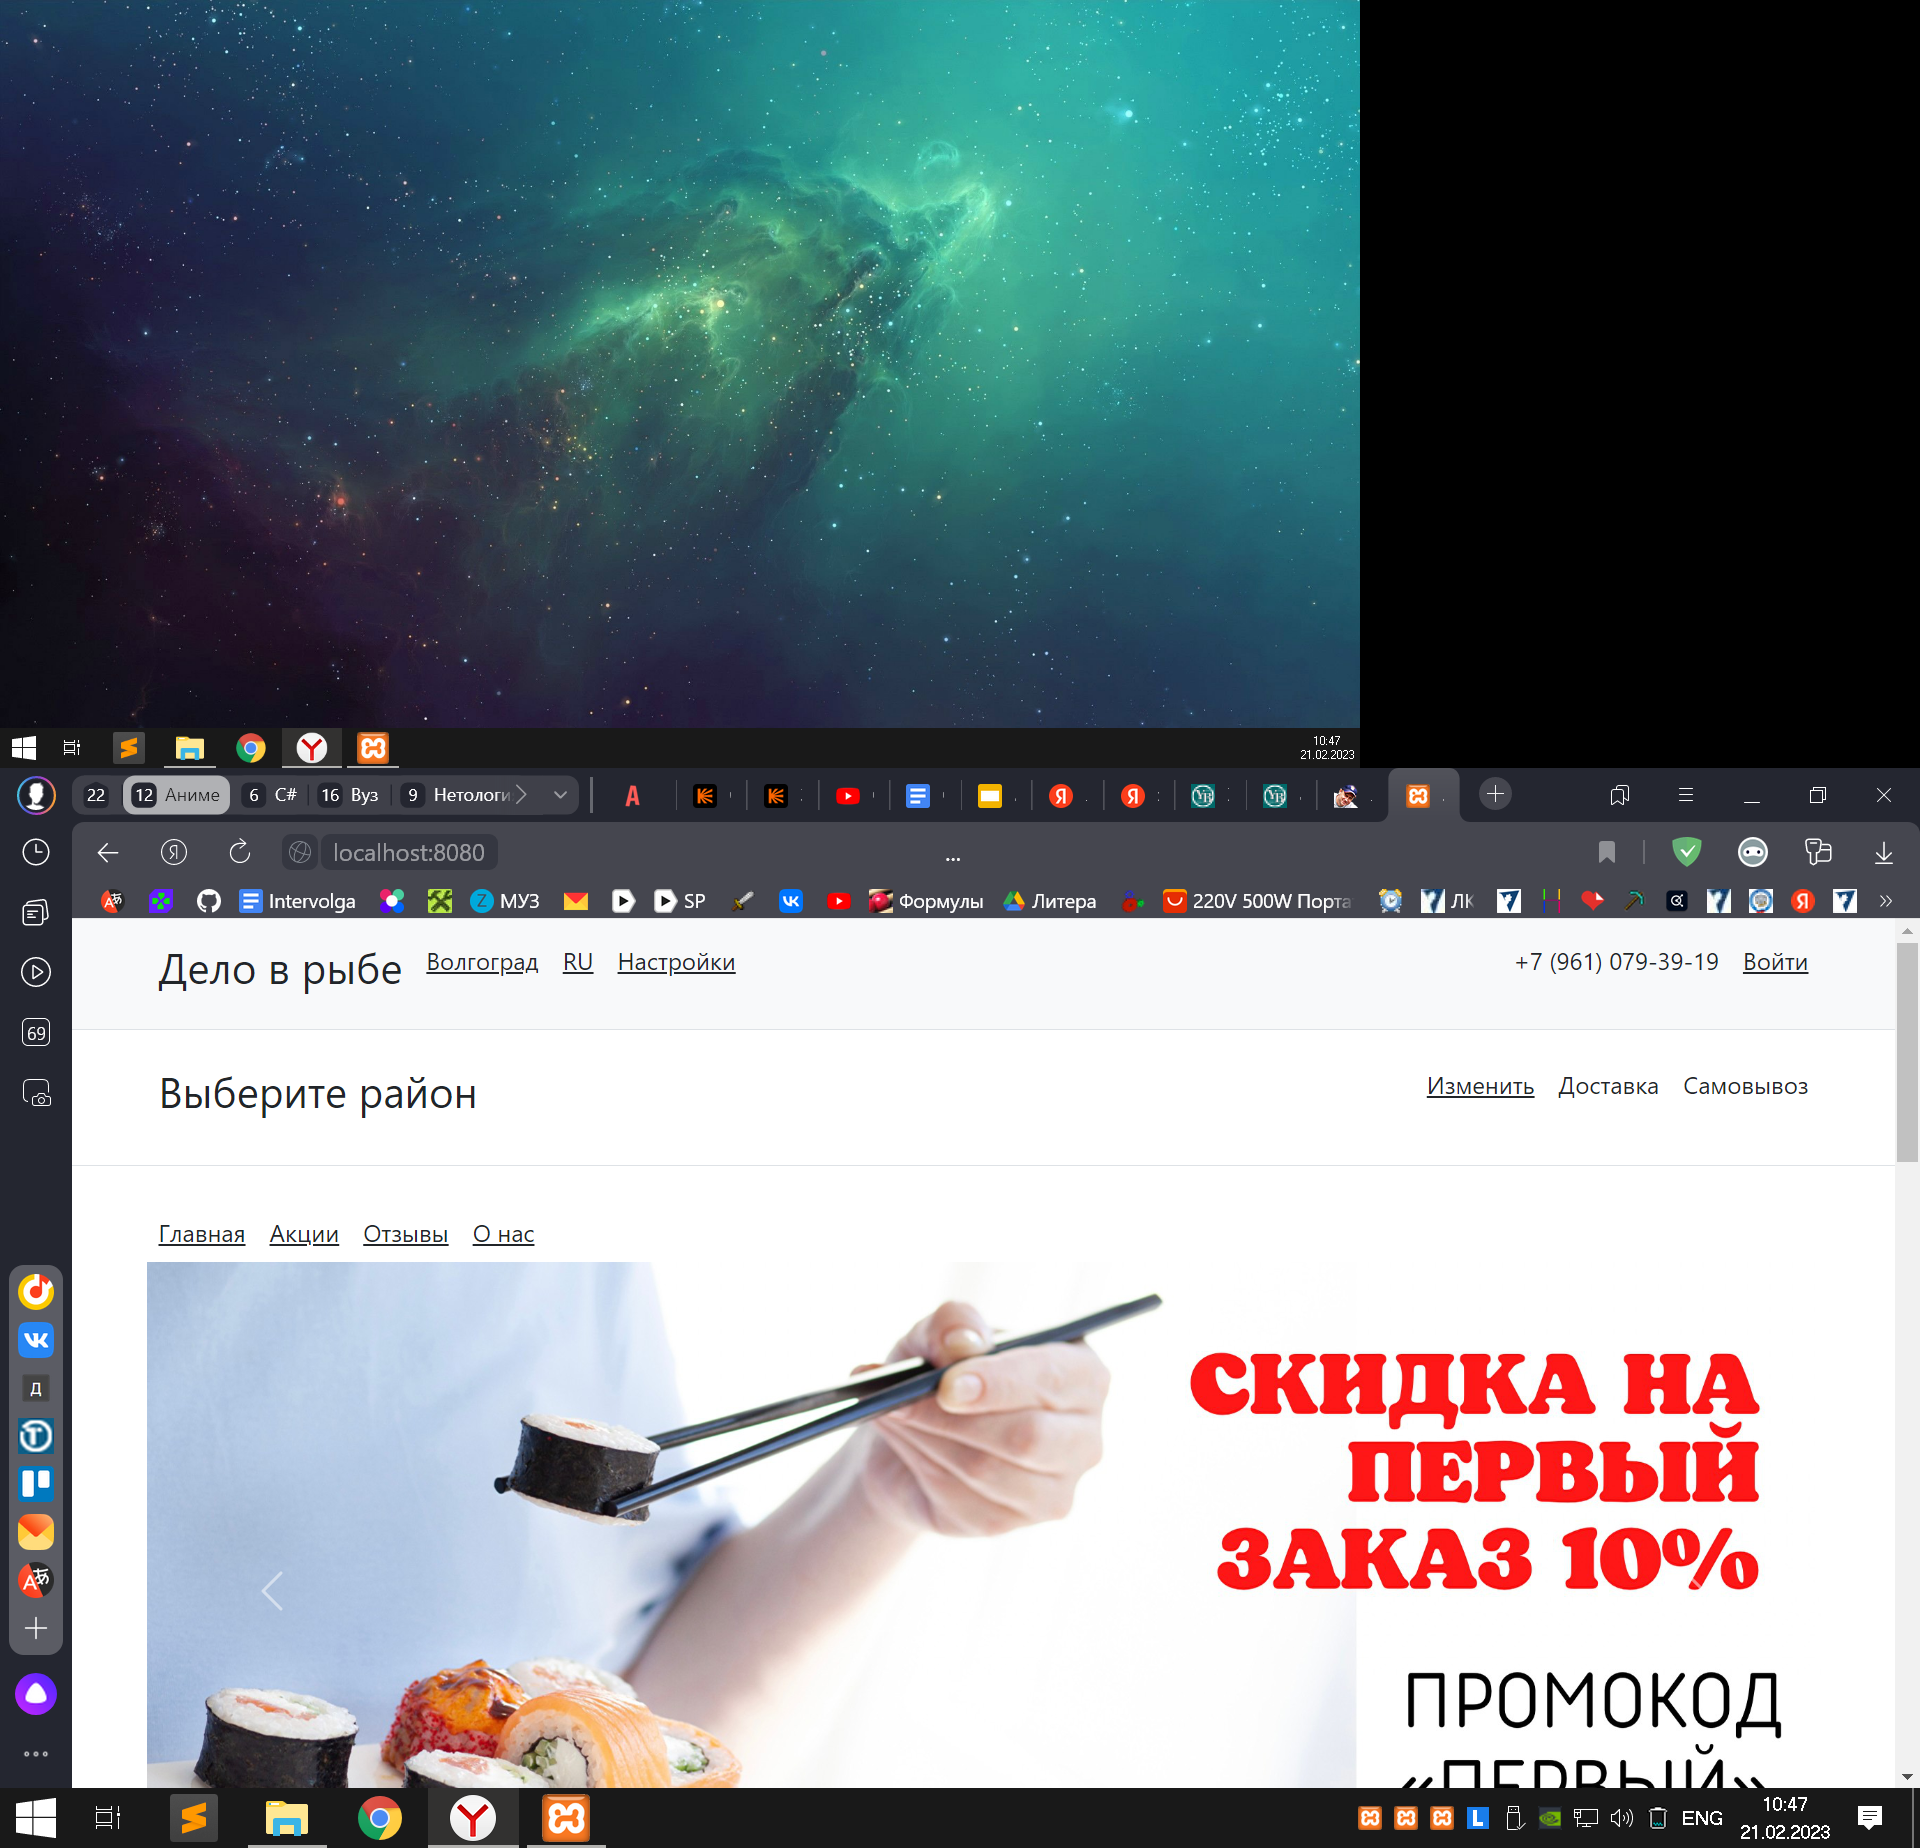 10:47
21.02.2023
22
12 Аниме
6 C#
16 Вуз
9 Нетологи
localhost:8080
...
Intervolga
МУЗ
SP
Формулы
Литера
220V 500W Порта
ЛК
Дело в рыбе
Волгоград
RU
Настройки
+7 (961) 079-39-19
Войти
69
Выберите район
Изменить
Доставка
Самовывоз
Главная
Акции
Отзывы
О нас
СКИДКА НА
ПЕРВЫЙ
ЗАКАЗ 10%
ПРОМОКОД
«ПЕРВЫЙ»
ENG
10:47
21.02.2023